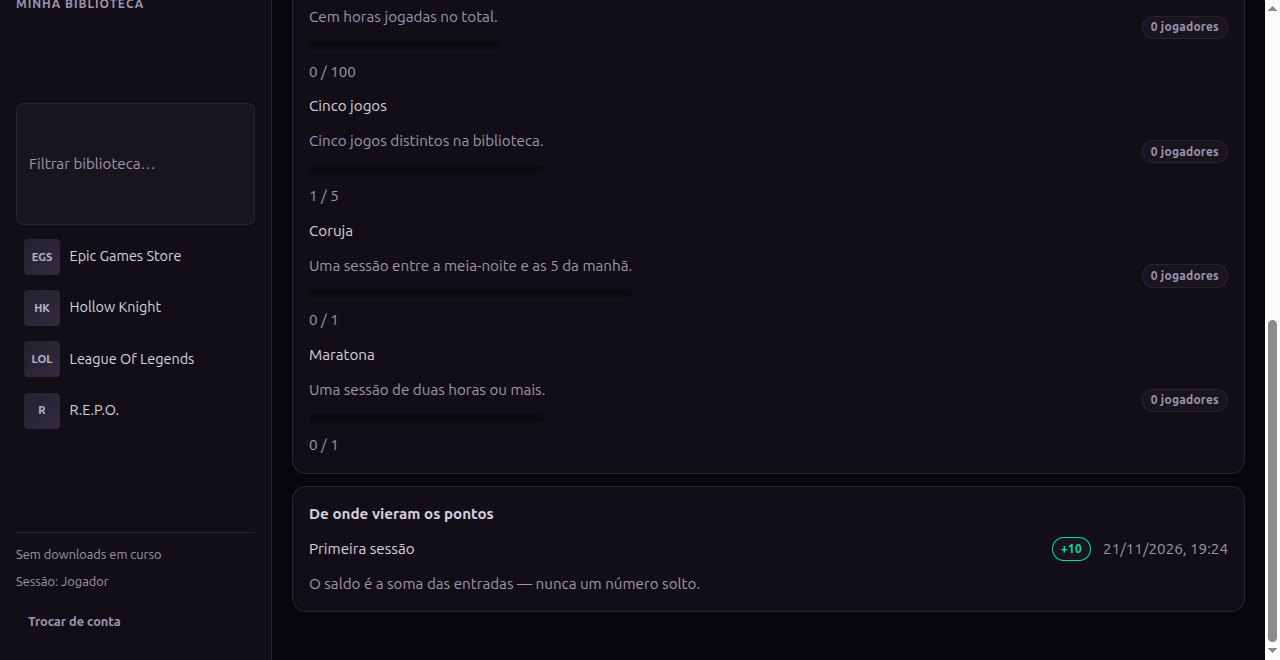 MINHA BIBLIOTECA
Filtrar biblioteca…
EGS Epic Games Store
HK Hollow Knight
LOL League Of Legends
R R.E.P.O.
Sem downloads em curso
Sessão: Jogador
Trocar de conta
Cem horas jogadas no total.
0 jogadores
0 / 100
Cinco jogos
Cinco jogos distintos na biblioteca.
0 jogadores
1 / 5
Coruja
Uma sessão entre a meia-noite e as 5 da manhã.
0 jogadores
0 / 1
Maratona
Uma sessão de duas horas ou mais.
0 jogadores
0 / 1
De onde vieram os pontos
Primeira sessão +10 21/11/2026, 19:24
O saldo é a soma das entradas — nunca um número solto.